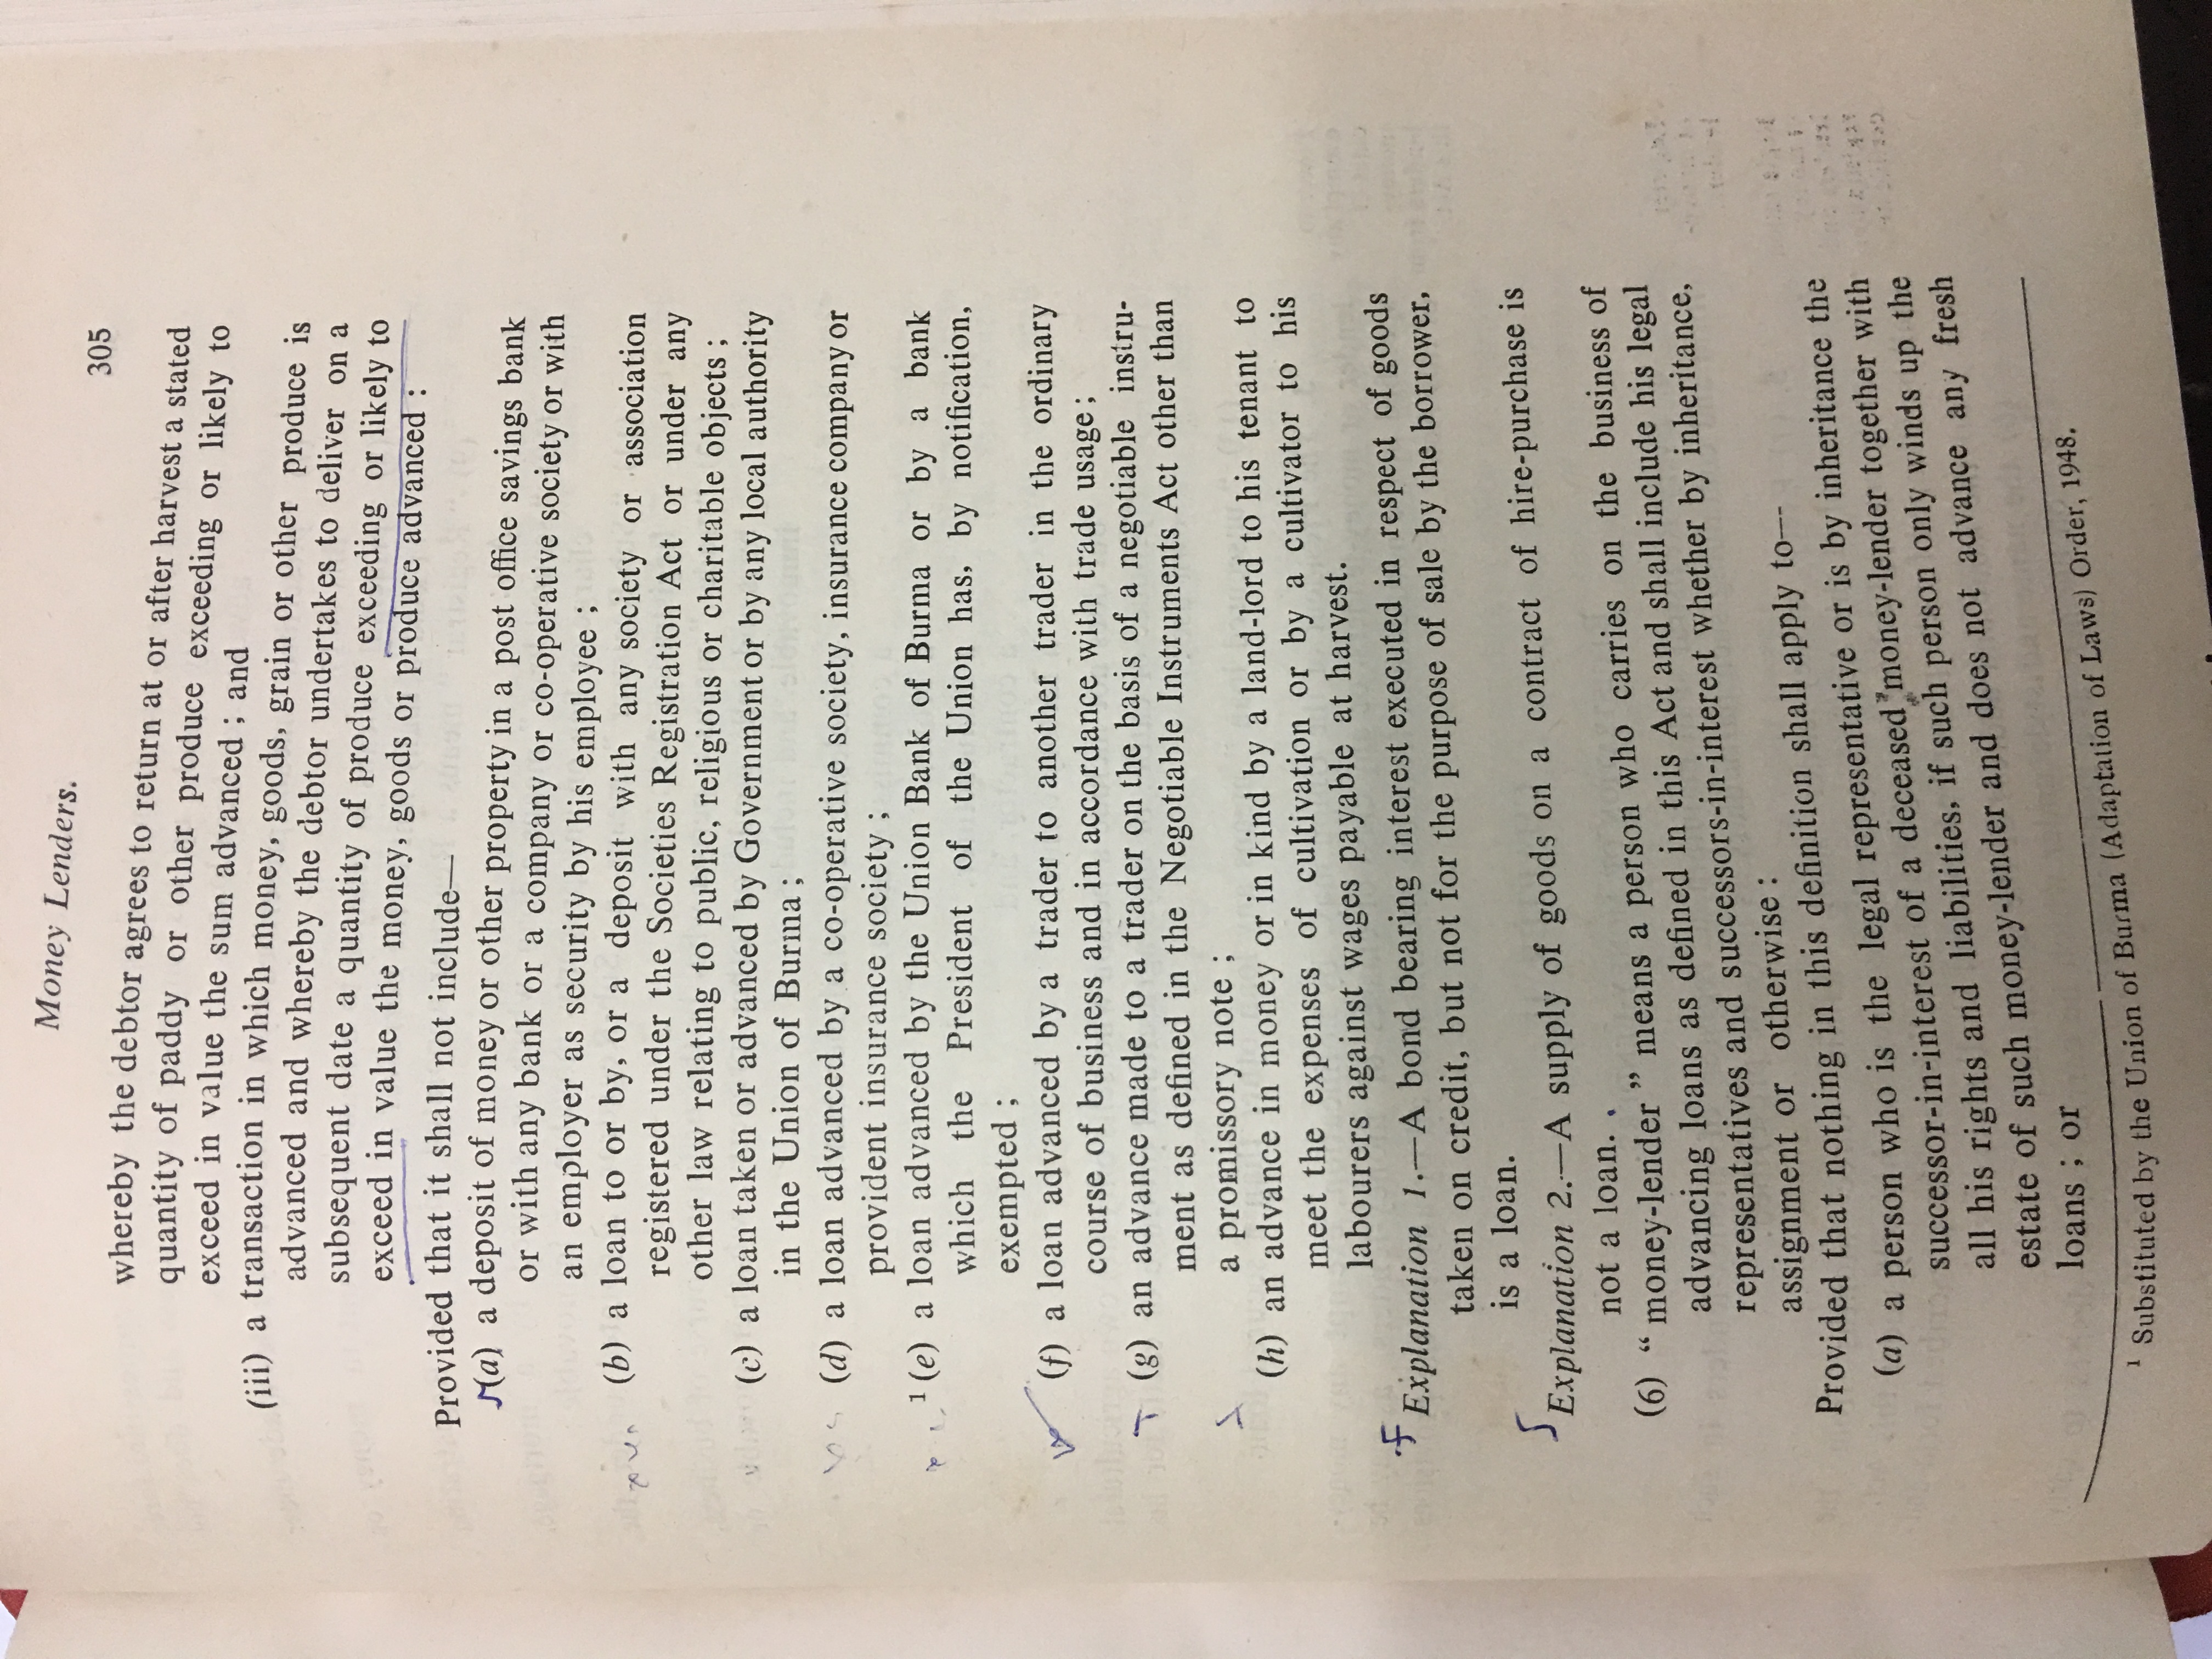 Money Lenders.
305
whereby the debtor agrees to return at or after harvest a stated
quantity of paddy or other produce exceeding or likely to
exceed in value the sum advanced ; and
(iii) a transaction in which money, goods, grain or other produce is
advanced and whereby the debtor undertakes to deliver on a
subsequent date a quantity of produce exceeding or likely to
exceed in value the money, goods or produce advanced :
Provided that it shall not include—
(a) a deposit of money or other property in a post office savings bank
or with any bank or a company or co-operative society or with
an employer as security by his employee ;
(b) a loan to or by, or a deposit with any society or association
registered under the Societies Registration Act or under any
other law relating to public, religious or charitable objects ;
(c) a loan taken or advanced by Government or by any local authority
in the Union of Burma ;
(d) a loan advanced by a co-operative society, insurance company or
provident insurance society ;
1 (e) a loan advanced by the Union Bank of Burma or by a bank
which the President of the Union has, by notification,
exempted ;
(f) a loan advanced by a trader to another trader in the ordinary
course of business and in accordance with trade usage ;
(g) an advance made to a trader on the basis of a negotiable instru-
ment as defined in the Negotiable Instruments Act other than
a promissory note ;
(h) an advance in money or in kind by a land-lord to his tenant to
meet the expenses of cultivation or by a cultivator to his
labourers against wages payable at harvest.
Explanation 1.—A bond bearing interest executed in respect of goods
taken on credit, but not for the purpose of sale by the borrower,
is a loan.
Explanation 2.—A supply of goods on a contract of hire-purchase is
not a loan.
(6) “ money-lender ” means a person who carries on the business of
advancing loans as defined in this Act and shall include his legal
representatives and successors-in-interest whether by inheritance,
assignment or otherwise :
Provided that nothing in this definition shall apply to—
(a) a person who is the legal representative or is by inheritance the
successor-in-interest of a deceased money-lender together with
all his rights and liabilities, if such person only winds up the
estate of such money-lender and does not advance any fresh
loans ; or
1 Substituted by the Union of Burma (Adaptation of Laws) Order, 1948.